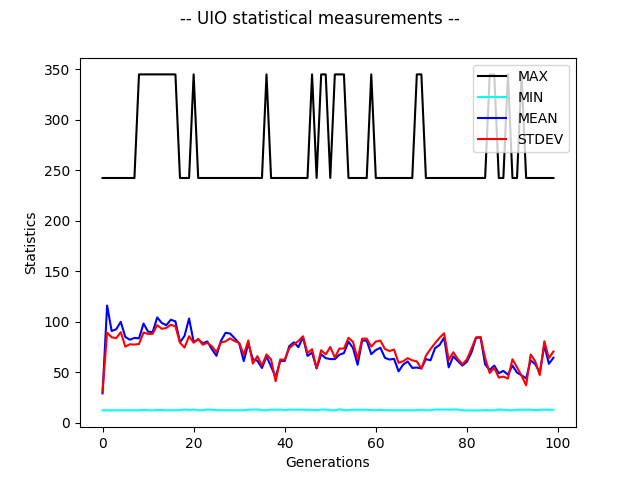 -- UIO statistical measurements --
350
300
250
200
150
100
50
0
Statistics
MAX
MIN
MEAN
STDEV
0 20 40 60 80 100
Generations